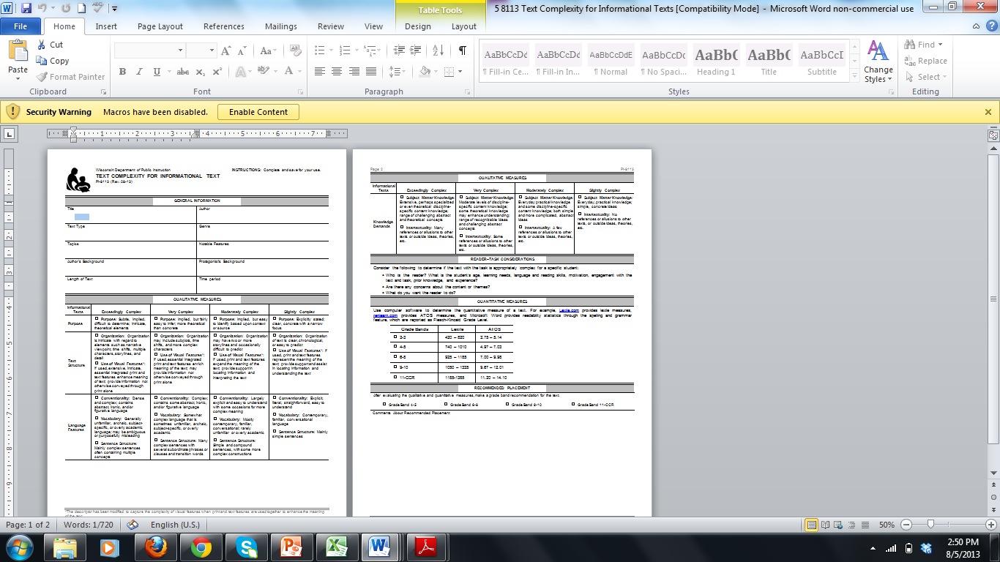 Table Tools
5 8113 Text Complexity for Informational Texts [Compatibility Mode] - Microsoft Word non-commercial use
File Home Insert Page Layout References Mailings Review View Design Layout
Cut
Copy
Format Painter
Paste
Clipboard
Font
Paragraph
AaBbCcDd AaBbCcDd AaBbCcDdE AaBbCcDd AaBbC AaBbC AaBbCcI
¶ Fill-in Ce... ¶ Fill-in In... ¶ Normal ¶ No Spaci... Heading 1 Title Subtitle
Change Styles
Styles
Find
Replace
Select
Editing
Security Warning Macros have been disabled. Enable Content
Wisconsin Department of Public Instruction
TEXT COMPLEXITY FOR INFORMATIONAL TEXT
PI-8113 (Rev. 08-13)
INSTRUCTIONS: Complete and save for your use.
GENERAL INFORMATION
Title Author
Text Type Genre
Topics Notable Features
Author's Background Protagonist's Background
Length of Text Time period
QUALITATIVE MEASURES
Informational Texts
Exceedingly Complex Very Complex Moderately Complex Slightly Complex
Purpose
Purpose: Subtle, implied, difficult to determine; intricate, theoretical elements
Purpose: Implied, but fairly easy to infer; more theoretical than concrete
Purpose: Implied, but easy to identify based upon context or source
Purpose: Explicitly stated; clear, concrete with a narrow focus
Text Structure
Organization: Organization is intricate with regard to elements such as narrative viewpoint, time shifts, multiple characters, storylines, and detail
Use of Visual Features*: If used, extensive, intricate, essential integrated print and text features enhance meaning of text; provide information not otherwise conveyed through print alone
Organization: Organization may include subplots, time shifts, and more complex characters
Use of Visual Features*: If used, essential integrated print and text features enrich meaning of the text; may provide information not otherwise conveyed through print alone
Organization: Organization may have two or more storylines and occasionally difficult to predict
Use of Visual Features*: If used, print and text features expand the meaning of the text; provide support in locating information and interpreting the text
Organization: Organization of text is clear, chronological, or easy to predict
Use of Visual Features*: If used, print and text features represent the meaning of the text; provide support and assist in locating information and understanding the text
Language Features
Conventionality: Dense and complex; contains abstract, ironic, and/or figurative language
Vocabulary: Generally unfamiliar, archaic, subject-specific, or overly academic language; may be ambiguous or purposefully misleading
Sentence Structure: Mainly complex sentences often containing multiple concepts
Conventionality: Complex; contains some abstract, ironic, and/or figurative language
Vocabulary: Somewhat complex language that is sometimes unfamiliar, archaic, subject-specific, or overly academic
Sentence Structure: Many complex sentences with several subordinate phrases or clauses and transition words
Conventionality: Largely explicit and easy to understand with some occasions for more complex meaning
Vocabulary: Mostly contemporary, familiar, conversational; rarely unfamiliar or overly academic
Sentence Structure: Simple and compound sentences, with some more complex constructions
Conventionality: Explicit, literal, straightforward, easy to understand
Vocabulary: Contemporary, familiar, conversational language
Sentence Structure: Mainly simple sentences
*The descriptor has been modified to capture the complexity of visual features when print and text features are used together to enhance the meaning of the text.
Page 2 PI-8113
QUALITATIVE MEASURES
Informational Texts
Exceedingly Complex Very Complex Moderately Complex Slightly Complex
Knowledge Demands
Subject Matter Knowledge: Extensive, perhaps specialized or even theoretical discipline-specific content knowledge; range of challenging abstract and theoretical concepts
Intertextuality: Many references or allusions to other texts or outside ideas, theories, etc.
Subject Matter Knowledge: Moderate levels of discipline-specific content knowledge; some theoretical knowledge may enhance understanding; range of recognizable ideas and challenging abstract concepts
Intertextuality: Some references or allusions to other texts or outside ideas, theories, etc.
Subject Matter Knowledge: Everyday practical knowledge and some discipline-specific content knowledge; both simple and more complicated, abstract ideas
Intertextuality: A few references or allusions to other texts or outside ideas, theories, etc.
Subject Matter Knowledge: Everyday, practical knowledge; simple, concrete ideas
Intertextuality: No references or allusions to other texts, or outside ideas, theories, etc.
READER–TASK CONSIDERATIONS
Consider the following to determine if the text with the task is appropriately complex for a specific student:
• Who is the reader? What is the student's age, learning needs, language and reading skills, motivation, engagement with the
text and task, prior knowledge, and experience?
• Are there any concerns about the content or themes?
• What do you want the reader to do?
QUANTITATIVE MEASURES
Use computer software to determine the quantitative measure of a text. For example, Lexile.com provides lexile measures,
renlearn.com provides ATOS measures, and Microsoft Word provides readability statistics through the spelling and grammar
feature, which are reported as Flesch-Kincaid Grade Level.
Grade Bands Lexile ATOS
2-3 420 – 820 2.75 – 5.14
4-5 740 – 1010 4.97 – 7.03
6-8 925 – 1185 7.00 – 9.98
9-10 1050 – 1335 9.67 – 12.01
11-CCR 1185-1385 11.20 – 14.10
RECOMMENDED PLACEMENT
After evaluating the qualitative and quantitative measures, make a grade band recommendation for the text.
Grade Band 4-5 Grade Band 6-8 Grade Band 9-10 Grade Band 11-CCR
Comments About Recommended Placement
Page: 1 of 2 Words: 1/720 English (U.S.) 50%
2:50 PM
8/5/2013